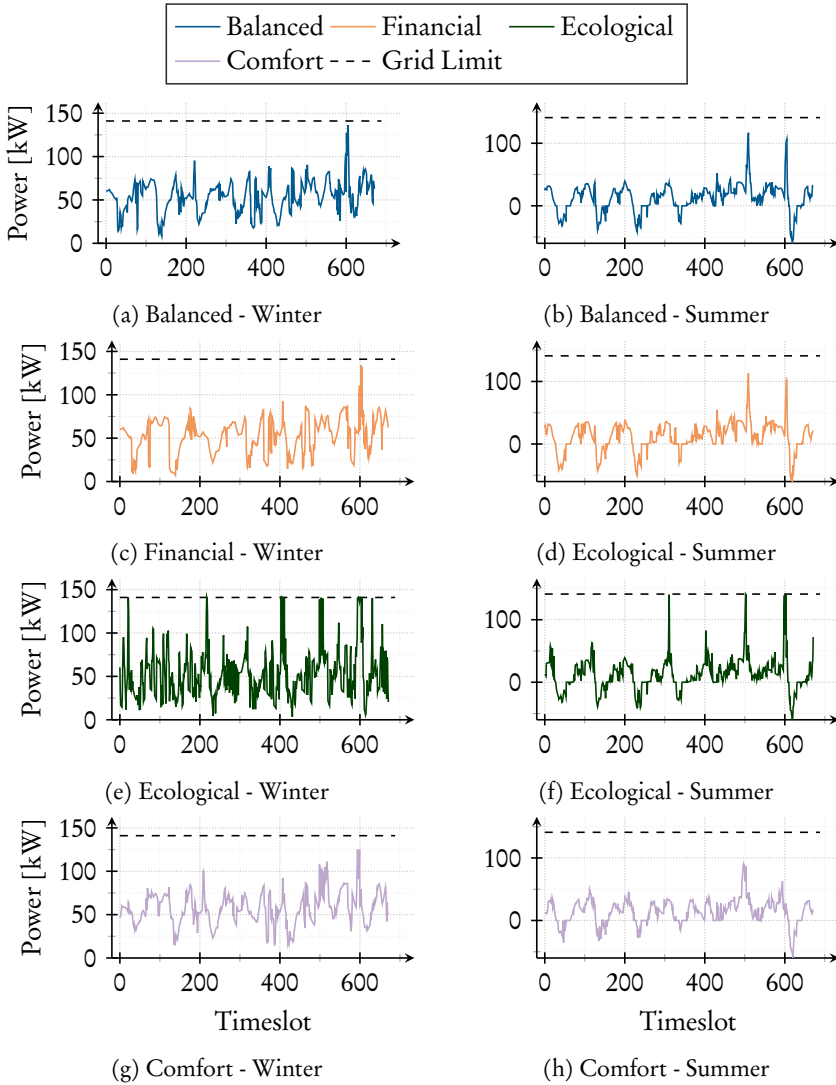 Balanced Financial Ecological
Comfort Grid Limit
Power [kW]
150
100
50
0
0 200 400 600
(a) Balanced - Winter
100
0
0 200 400 600
(b) Balanced - Summer
Power [kW]
150
100
50
0
0 200 400 600
(c) Financial - Winter
100
0
0 200 400 600
(d) Ecological - Summer
Power [kW]
150
100
50
0
0 200 400 600
(e) Ecological - Winter
100
0
0 200 400 600
(f) Ecological - Summer
Power [kW]
150
100
50
0
0 200 400 600
Timeslot
(g) Comfort - Winter
100
0
0 200 400 600
Timeslot
(h) Comfort - Summer